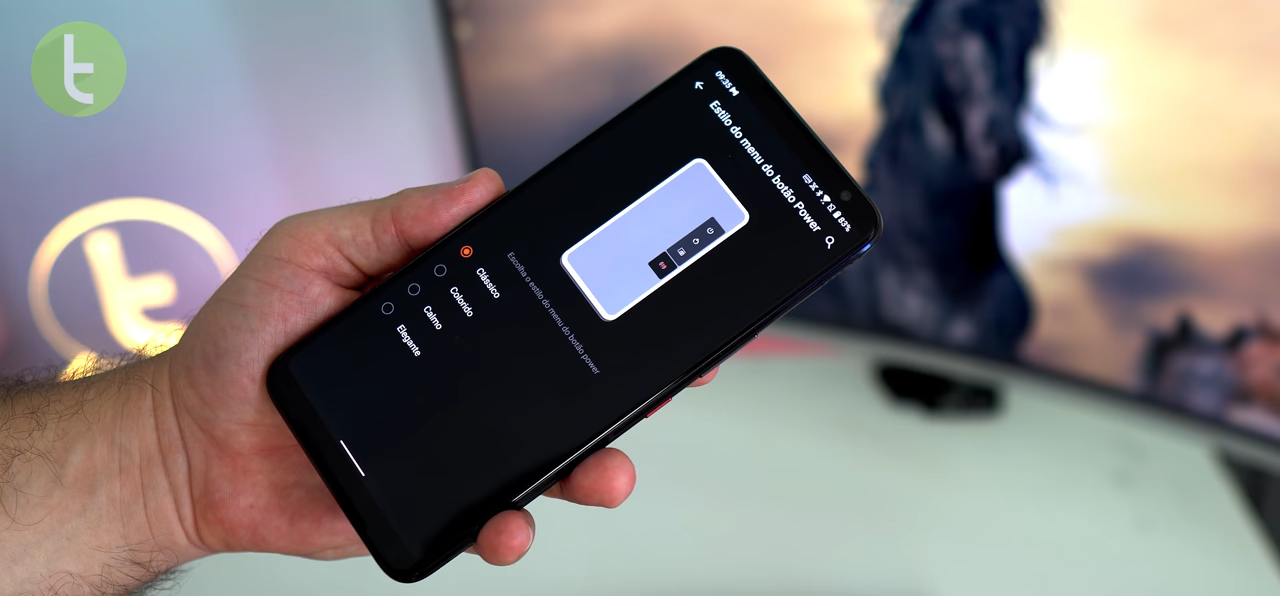 t
t
09:35
83%
Estilo do menu do botão Power
Escolha o estilo do menu do botão power
Clássico
Colorido
Calmo
Elegante